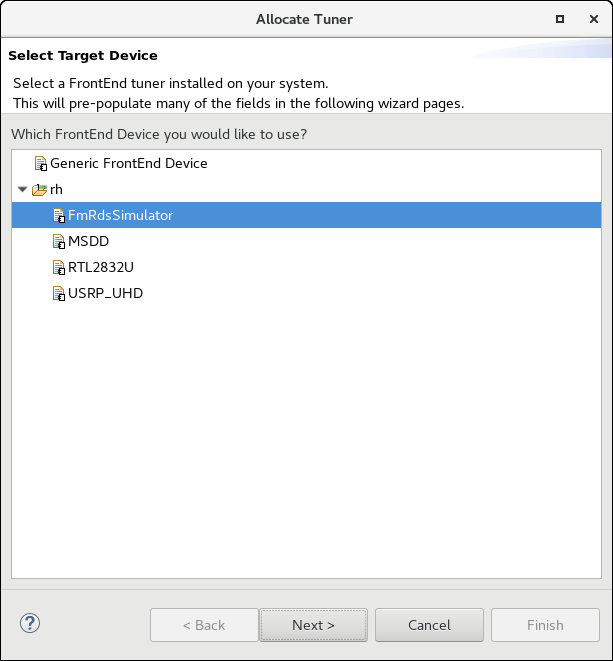 Allocate Tuner
Select Target Device
Select a FrontEnd tuner installed on your system.
This will pre-populate many of the fields in the following wizard pages.
Which FrontEnd Device you would like to use?
Generic FrontEnd Device
rh
FmRdsSimulator
MSDD
RTL2832U
USRP_UHD
? < Back Next > Cancel Finish